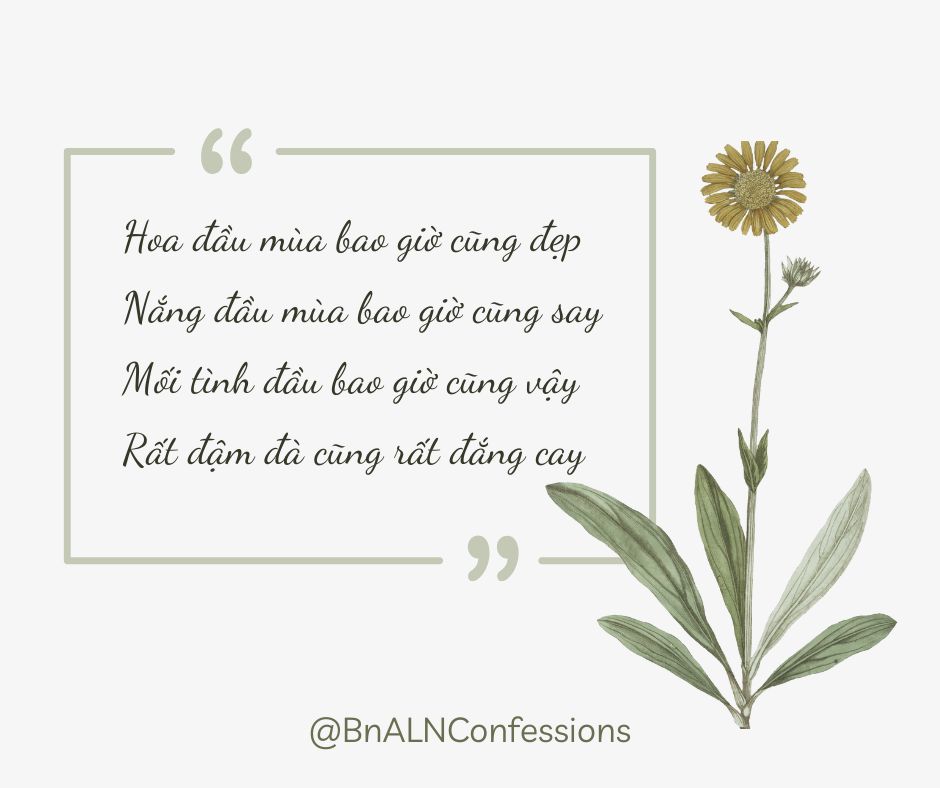 Hoa đầu mùa bao giờ cũng đẹp
Nắng đầu mùa bao giờ cũng say
Mối tình đầu bao giờ cũng vậy
Rất đậm đà cũng rất đắng cay
@BnALNConfessions